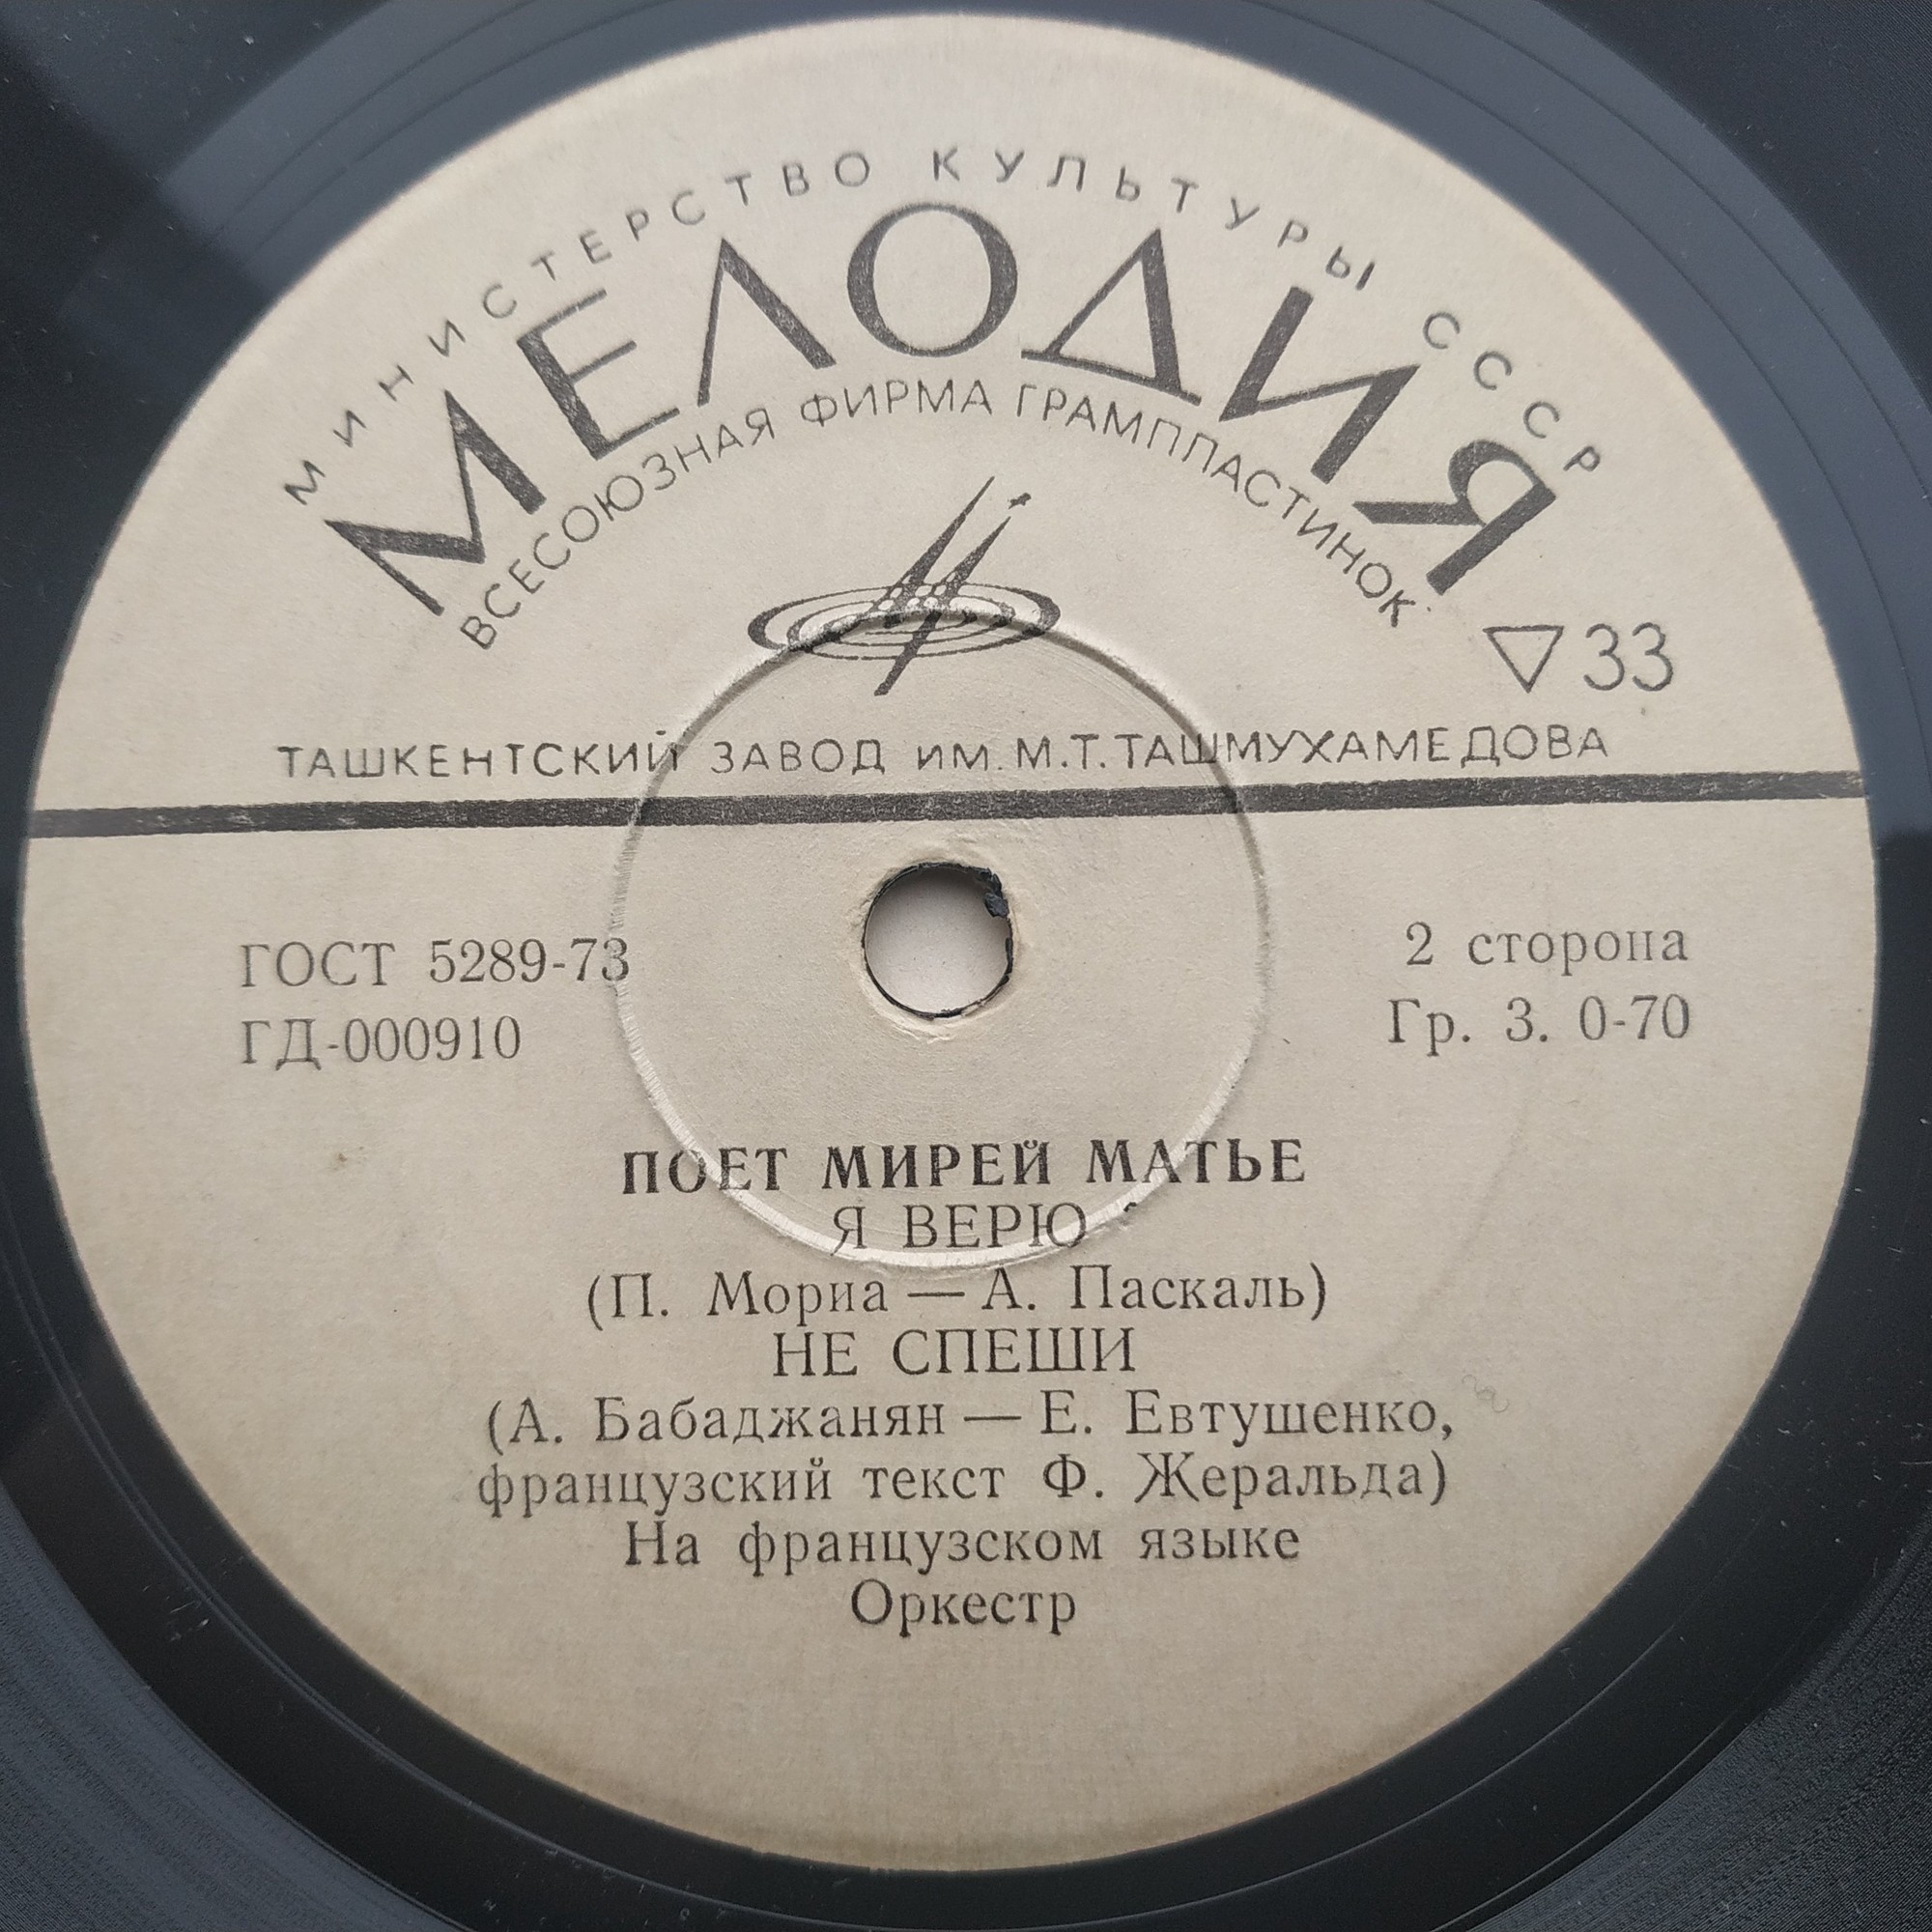 МИНИСТЕРСТВО КУЛЬТУРЫ СССР
МЕЛОДИЯ
ВСЕСОЮЗНАЯ ФИРМА ГРАМПЛАСТИНОК
▽33
ТАШКЕНТСКИЙ ЗАВОД ИМ. М.Т. ТАШМУХАМЕДОВА
ГОСТ 5289-73
ГД-000910
2 сторона
Гр. 3. 0-70
ПОЕТ МИРЕЙ МАТЬЕ
Я ВЕРЮ
(П. Мориа — А. Паскаль)
НЕ СПЕШИ
(А. Бабаджанян — Е. Евтушенко,
французский текст Ф. Жеральда)
На французском языке
Оркестр